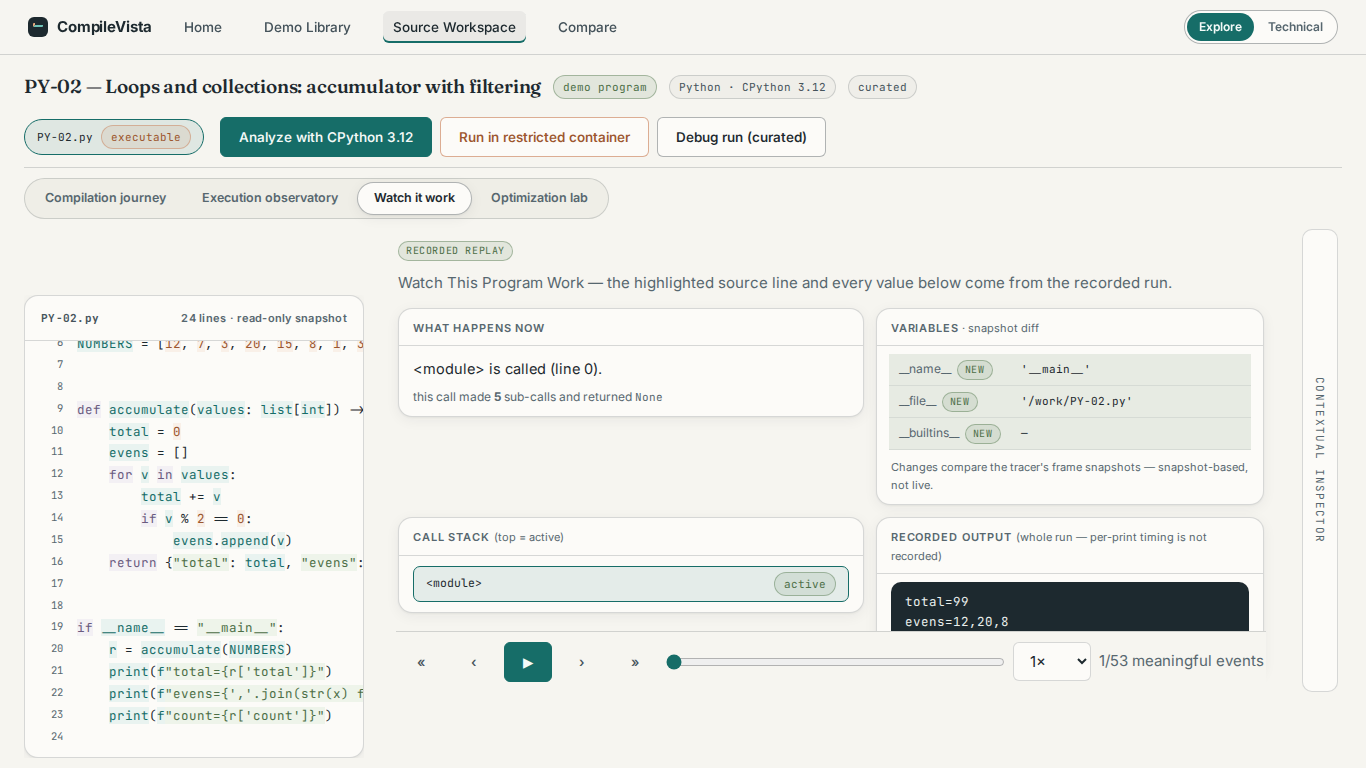 CompileVista Home Demo Library Source Workspace Compare Explore Technical
PY-02 — Loops and collections: accumulator with filtering demo program Python · CPython 3.12 curated
PY-02.py executable Analyze with CPython 3.12 Run in restricted container Debug run (curated)
Compilation journey Execution observatory Watch it work Optimization lab
RECORDED REPLAY
Watch This Program Work — the highlighted source line and every value below come from the recorded run.
PY-02.py 24 lines · read-only snapshot
6 NUMBERS = [12, 7, 3, 20, 15, 8, 1, 3
7
8
9 def accumulate(values: list[int]) →
10 total = 0
11 evens = []
12 for v in values:
13 total += v
14 if v % 2 == 0:
15 evens.append(v)
16 return {"total": total, "evens":
17
18
19 if __name__ == "__main__":
20 r = accumulate(NUMBERS)
21 print(f"total={r['total']}")
22 print(f"evens={','.join(str(x) f
23 print(f"count={r['count']}")
24
WHAT HAPPENS NOW
<module> is called (line 0).
this call made 5 sub-calls and returned None
VARIABLES · snapshot diff
__name__ NEW '__main__'
__file__ NEW '/work/PY-02.py'
__builtins__ NEW —
Changes compare the tracer's frame snapshots — snapshot-based,
not live.
CALL STACK (top = active)
<module> active
RECORDED OUTPUT (whole run — per-print timing is not
recorded)
total=99
evens=12,20,8
« ‹ ▶ › » 1× 1/53 meaningful events
CONTEXTUAL INSPECTOR